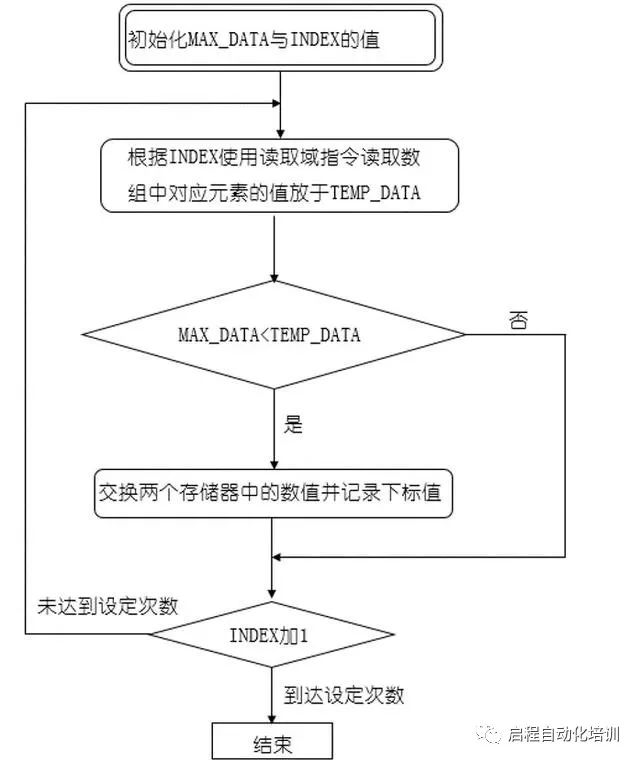 初始化MAX_DATA与INDEX的值
根据INDEX使用读取域指令读取数
组中对应元素的值放于TEMP_DATA
MAX_DATA<TEMP_DATA
否
是
交换两个存储器中的数值并记录下标值
未达到设定次数
INDEX加1
到达设定次数
结束
启程自动化培训